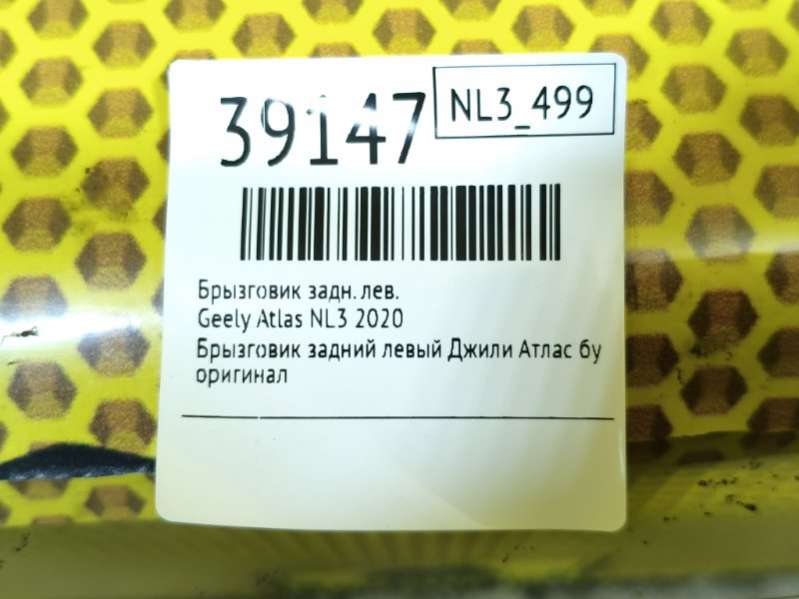 39147
NL3_499
Брызговик задн. лев.
Geely Atlas NL3 2020
Брызговик задний левый Джили Атлас бу
оригинал